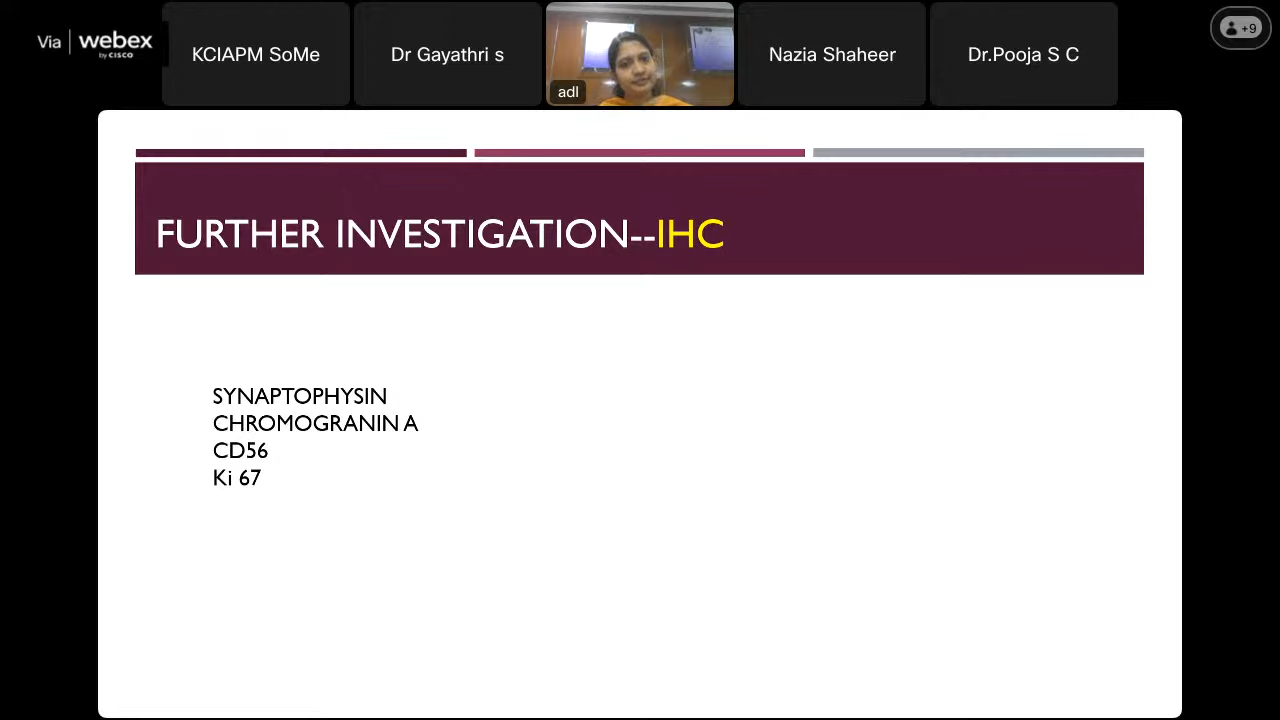 Via webex
by CISCO
KCIAPM SoMe
Dr Gayathri s
adl
Nazia Shaheer
Dr.Pooja S C
+9
FURTHER INVESTIGATION--IHC
SYNAPTOPHYSIN
CHROMOGRANIN A
CD56
Ki 67